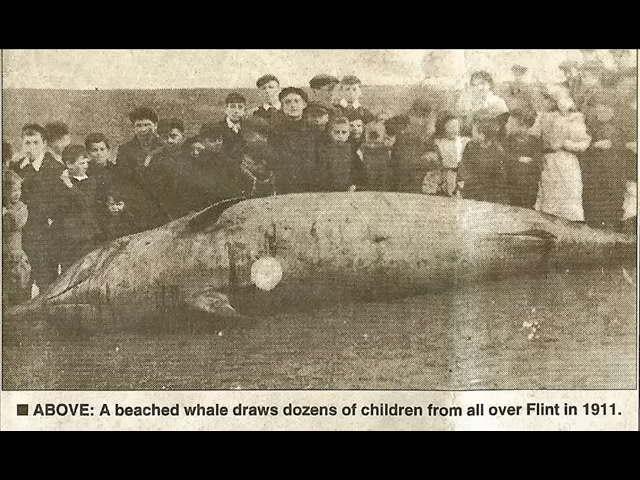 ■ ABOVE: A beached whale draws dozens of children from all over Flint in 1911.